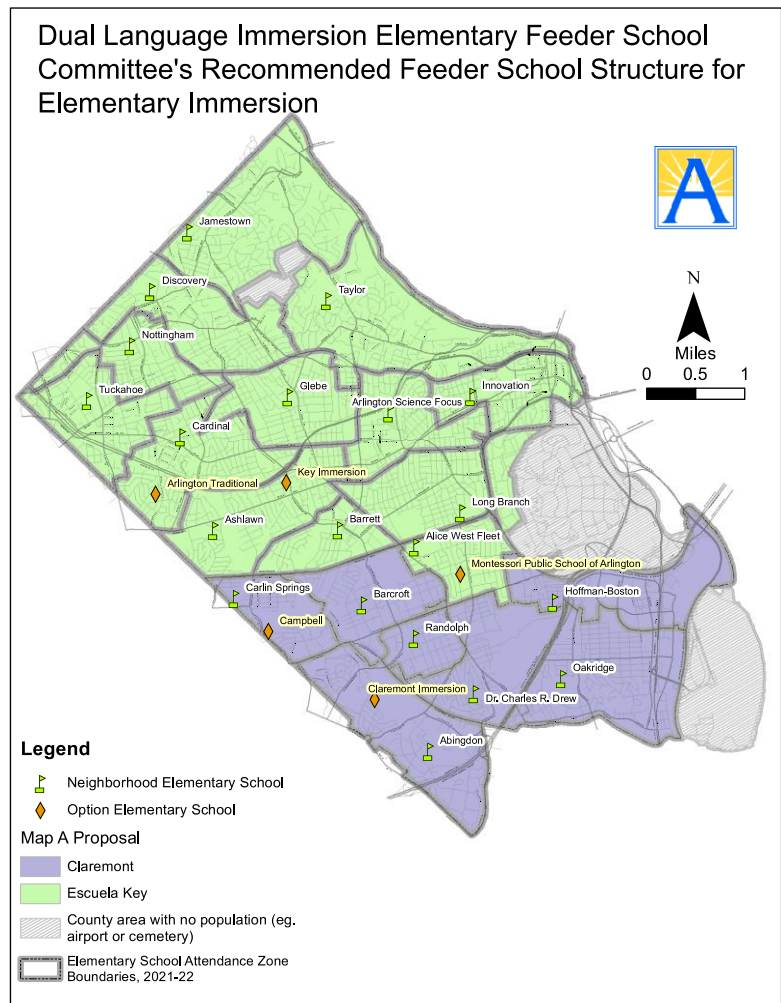 Dual Language Immersion Elementary Feeder School
Committee's Recommended Feeder School Structure for
Elementary Immersion
A
Jamestown
Discovery
Taylor
N
Nottingham
Miles
0 0.5 1
Tuckahoe
Glebe
Innovation
Arlington Science Focus
Cardinal
Key Immersion
Arlington Traditional
Long Branch
Ashlawn
Barrett
Alice West Fleet
Montessori Public School of Arlington
Carlin Springs
Barcroft
Hoffman-Boston
Campbell
Randolph
Oakridge
Claremont Immersion
Dr. Charles R. Drew
Abingdon
Legend
Neighborhood Elementary School
Option Elementary School
Map A Proposal
Claremont
Escuela Key
County area with no population (eg.
airport or cemetery)
Elementary School Attendance Zone
Boundaries, 2021-22